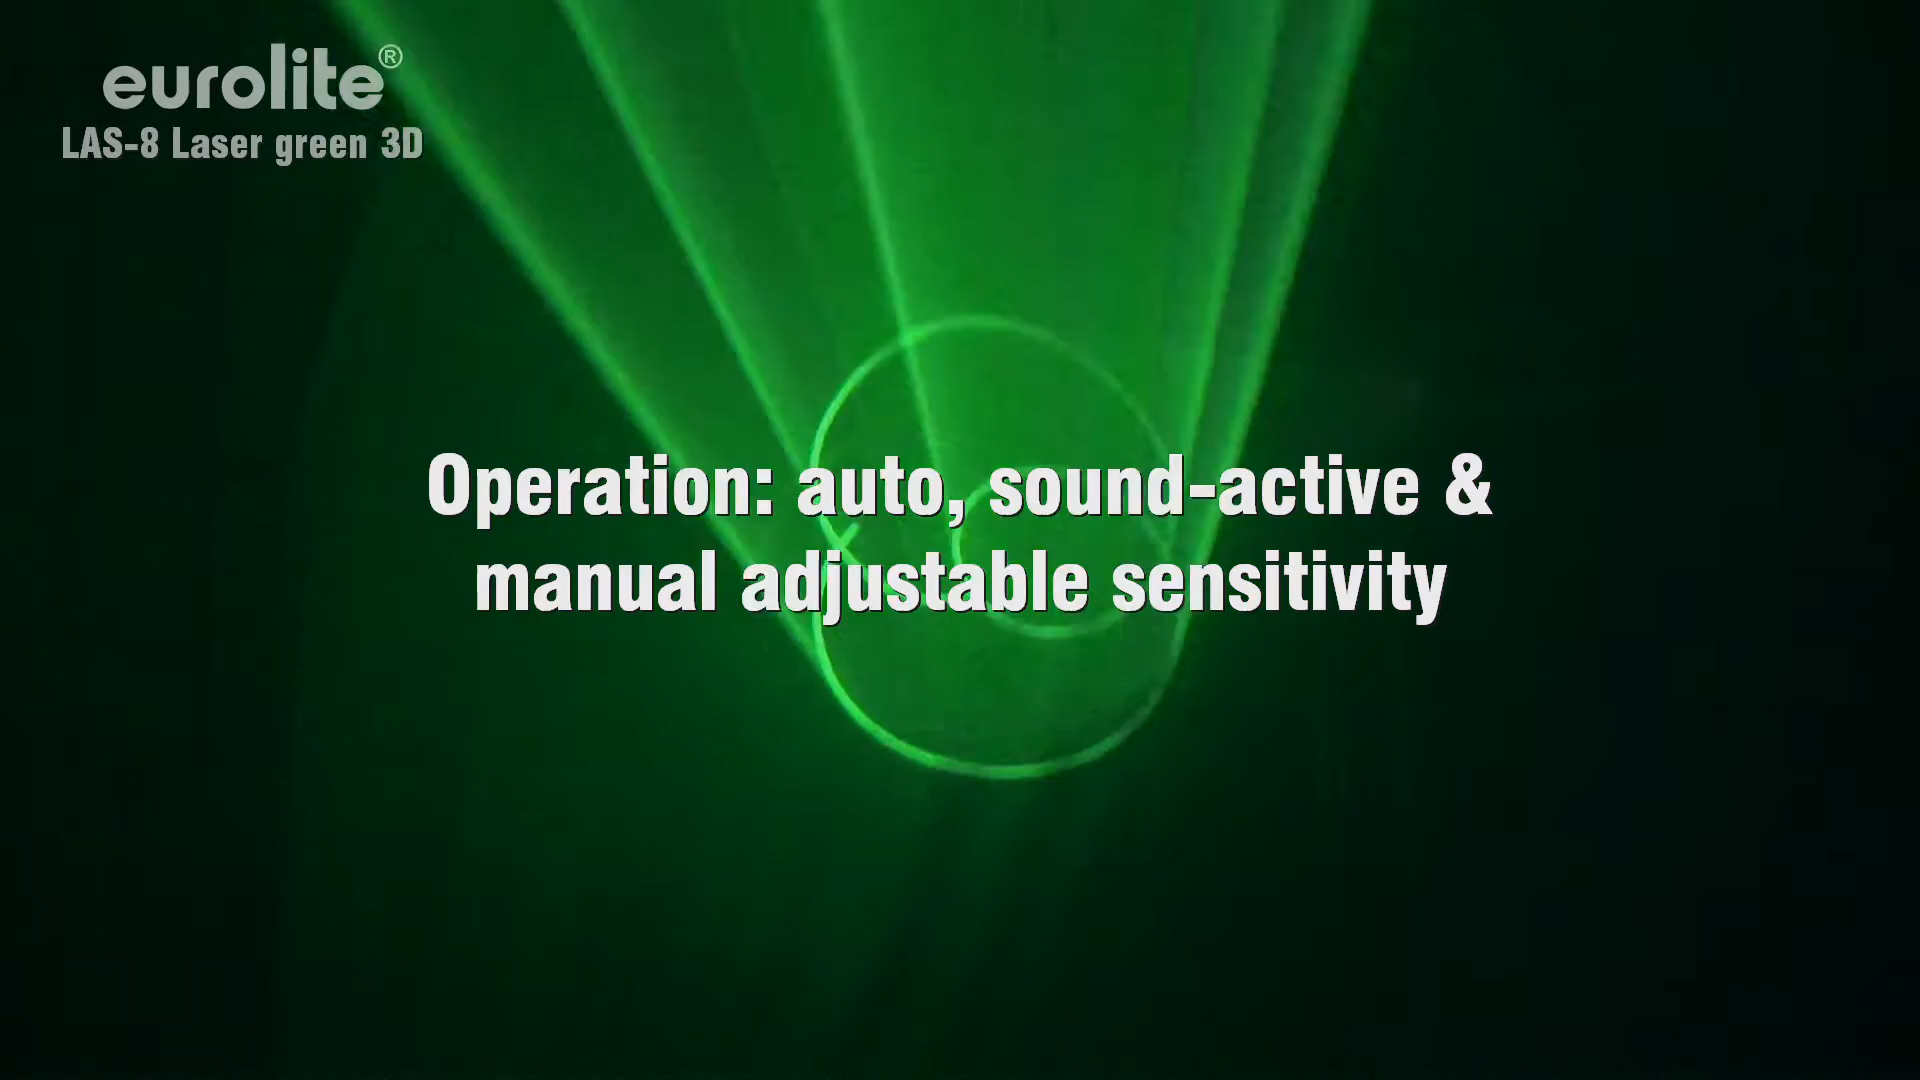 eurolite®
LAS-8 Laser green 3D
Operation: auto, sound-active &
manual adjustable sensitivity